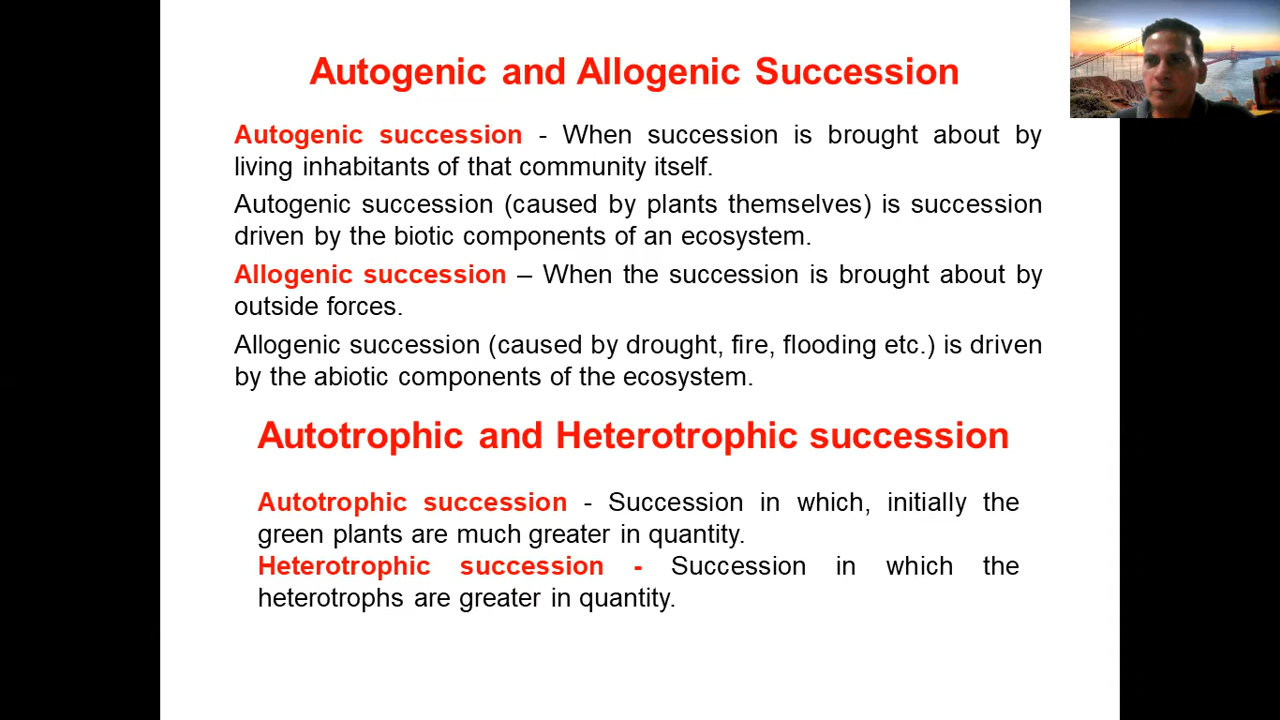 Autogenic and Allogenic Succession
Autogenic succession - When succession is brought about by
living inhabitants of that community itself.
Autogenic succession (caused by plants themselves) is succession
driven by the biotic components of an ecosystem.
Allogenic succession – When the succession is brought about by
outside forces.
Allogenic succession (caused by drought, fire, flooding etc.) is driven
by the abiotic components of the ecosystem.
Autotrophic and Heterotrophic succession
Autotrophic succession - Succession in which, initially the
green plants are much greater in quantity.
Heterotrophic succession - Succession in which the
heterotrophs are greater in quantity.